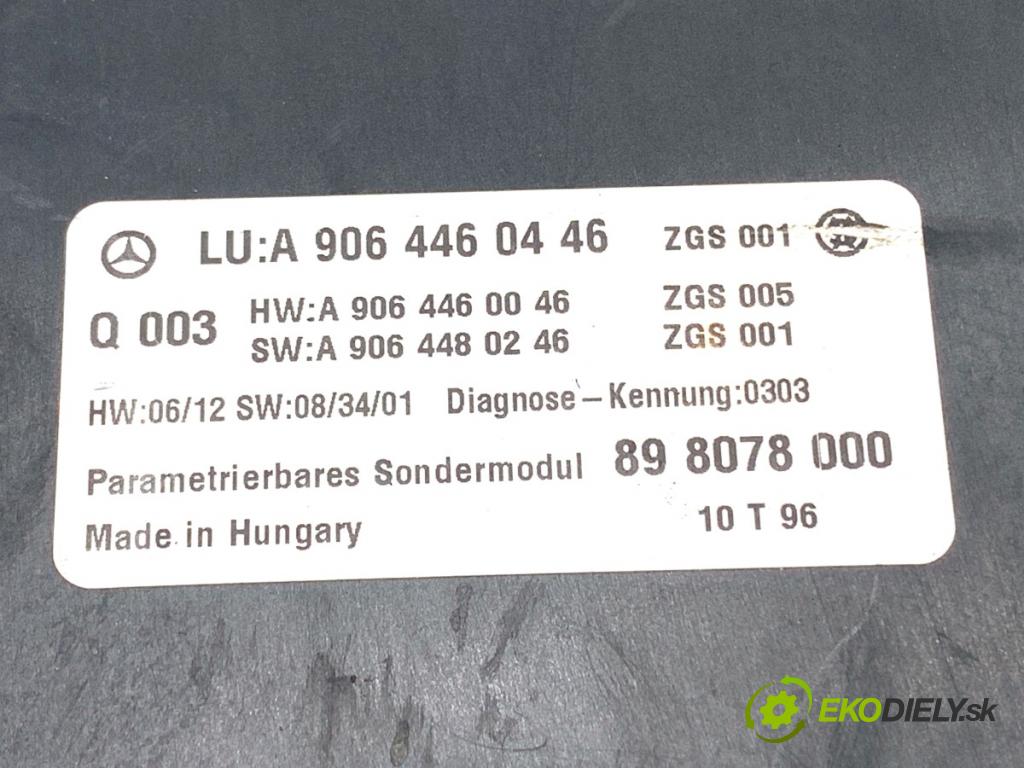 LU:A 906 446 04 46 ZGS 001
Q 003 HW:A 906 446 00 46 ZGS 005
SW:A 906 448 02 46 ZGS 001
HW:06/12 SW:08/34/01 Diagnose – Kennung:0303
Parametrierbares Sondermodul 89 8078 000
Made in Hungary 10 T 96
EKODIELY.sk